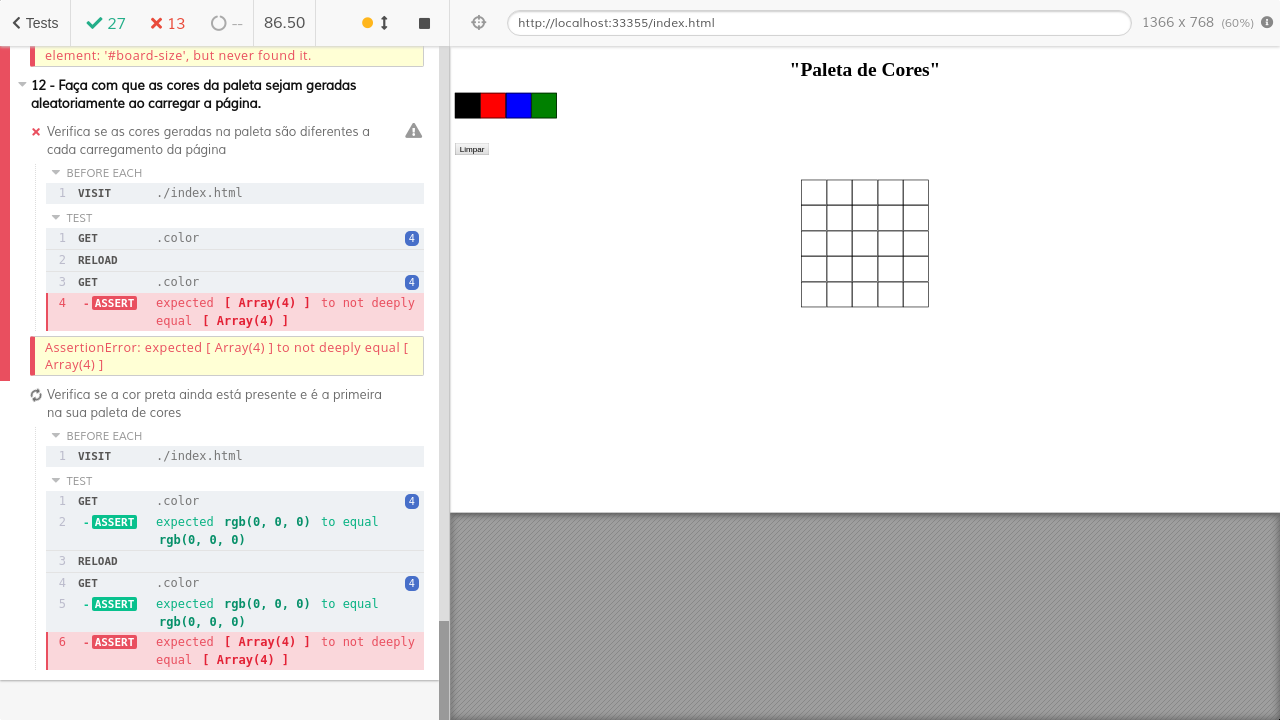 Tests
27
13
--
86.50
http://localhost:33355/index.html
1366 x 768 (60%)
element: '#board-size', but never found it.
12 - Faça com que as cores da paleta sejam geradas
aleatoriamente ao carregar a página.
Verifica se as cores geradas na paleta são diferentes a
cada carregamento da página
BEFORE EACH
1 VISIT ./index.html
TEST
1 GET .color 4
2 RELOAD
3 GET .color 4
4 -ASSERT expected [ Array(4) ] to not deeply
equal [ Array(4) ]
AssertionError: expected [ Array(4) ] to not deeply equal [
Array(4) ]
Verifica se a cor preta ainda está presente e é a primeira
na sua paleta de cores
BEFORE EACH
1 VISIT ./index.html
TEST
1 GET .color 4
2 -ASSERT expected rgb(0, 0, 0) to equal
rgb(0, 0, 0)
3 RELOAD
4 GET .color 4
5 -ASSERT expected rgb(0, 0, 0) to equal
rgb(0, 0, 0)
6 -ASSERT expected [ Array(4) ] to not deeply
equal [ Array(4) ]
"Paleta de Cores"
Limpar